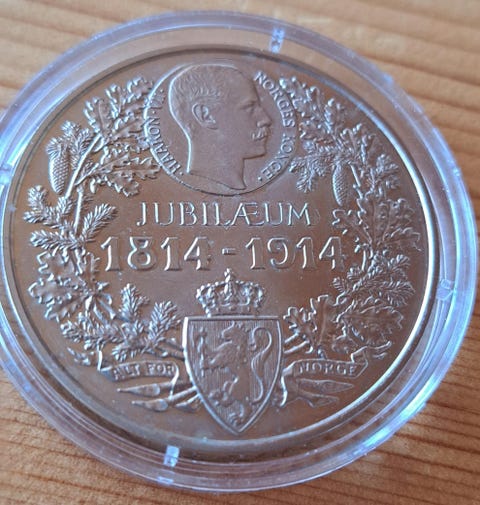 HAAKON VII NORGES KONGE
JUBILÆUM
1814-1914
ALT FOR NORGE